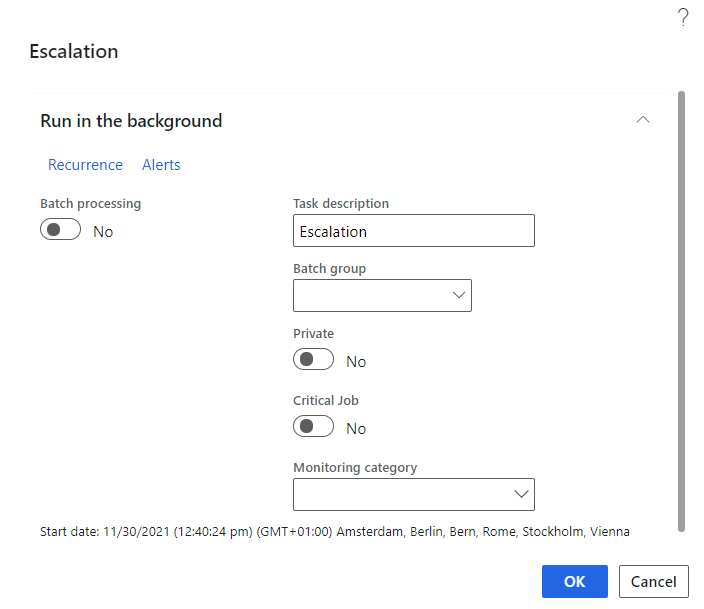 ?
Escalation
Run in the background
Recurrence Alerts
Batch processing
No
Task description
Escalation
Batch group
Private
No
Critical Job
No
Monitoring category
Start date: 11/30/2021 (12:40:24 pm) (GMT+01:00) Amsterdam, Berlin, Bern, Rome, Stockholm, Vienna
OK Cancel